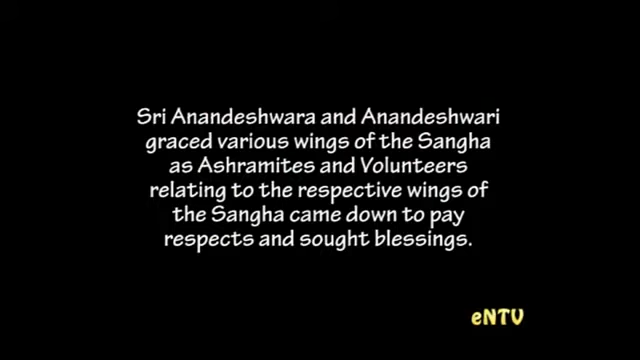 Sri Anandeshwara and Anandeshwari
graced various wings of the Sangha
as Ashramites and Volunteers
relating to the respective wings of
the Sangha came down to pay
respects and sought blessings.
eNTV